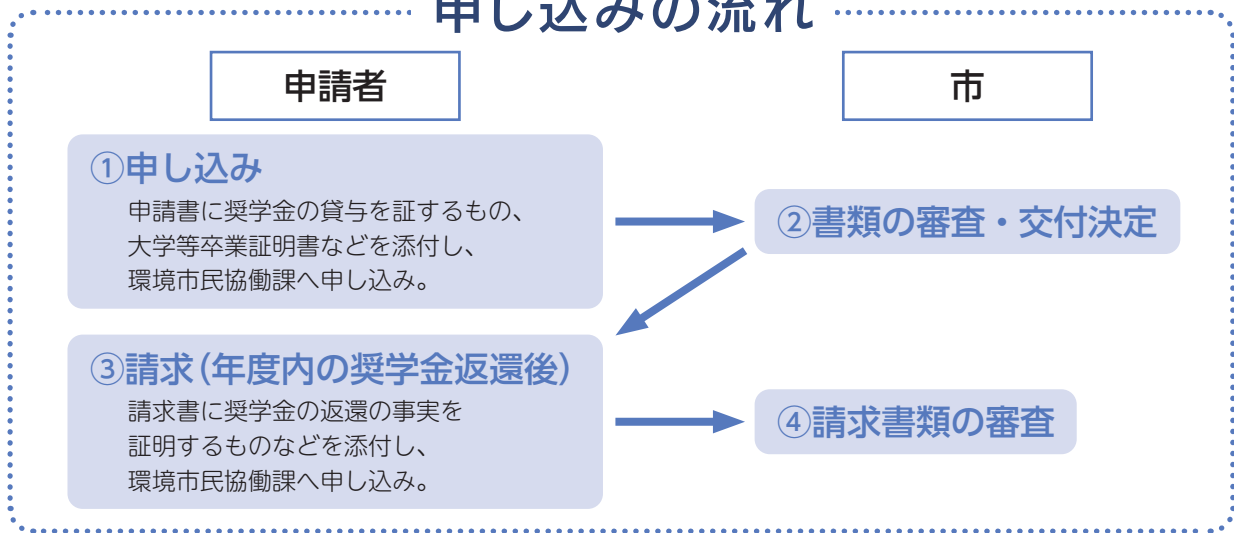 申し込みの流れ
申請者
市
①申し込み
申請書に奨学金の貸与を証するもの、
大学等卒業証明書などを添付し、
環境市民協働課へ申し込み。
②書類の審査・交付決定
③請求(年度内の奨学金返還後)
請求書に奨学金の返還の事実を
証明するものなどを添付し、
環境市民協働課へ申し込み。
④請求書類の審査